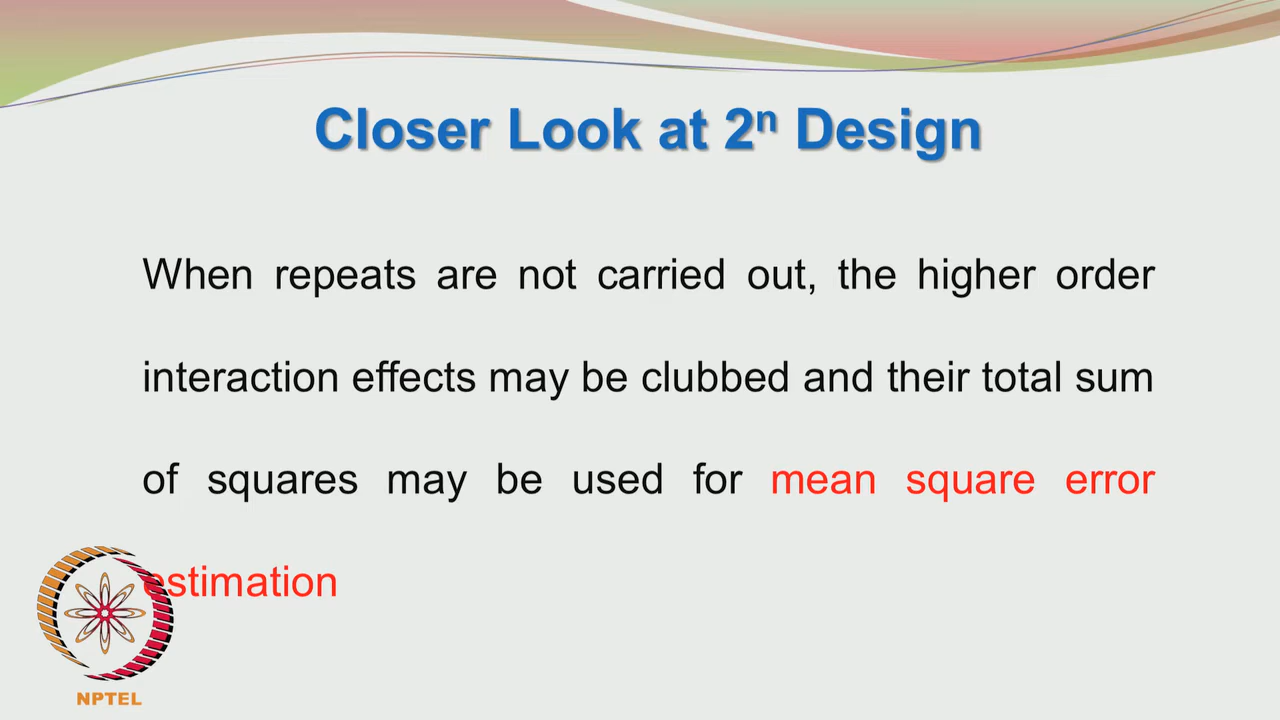 Closer Look at 2ⁿ Design
When repeats are not carried out, the higher order
interaction effects may be clubbed and their total sum
of squares may be used for mean square error
estimation
NPTEL